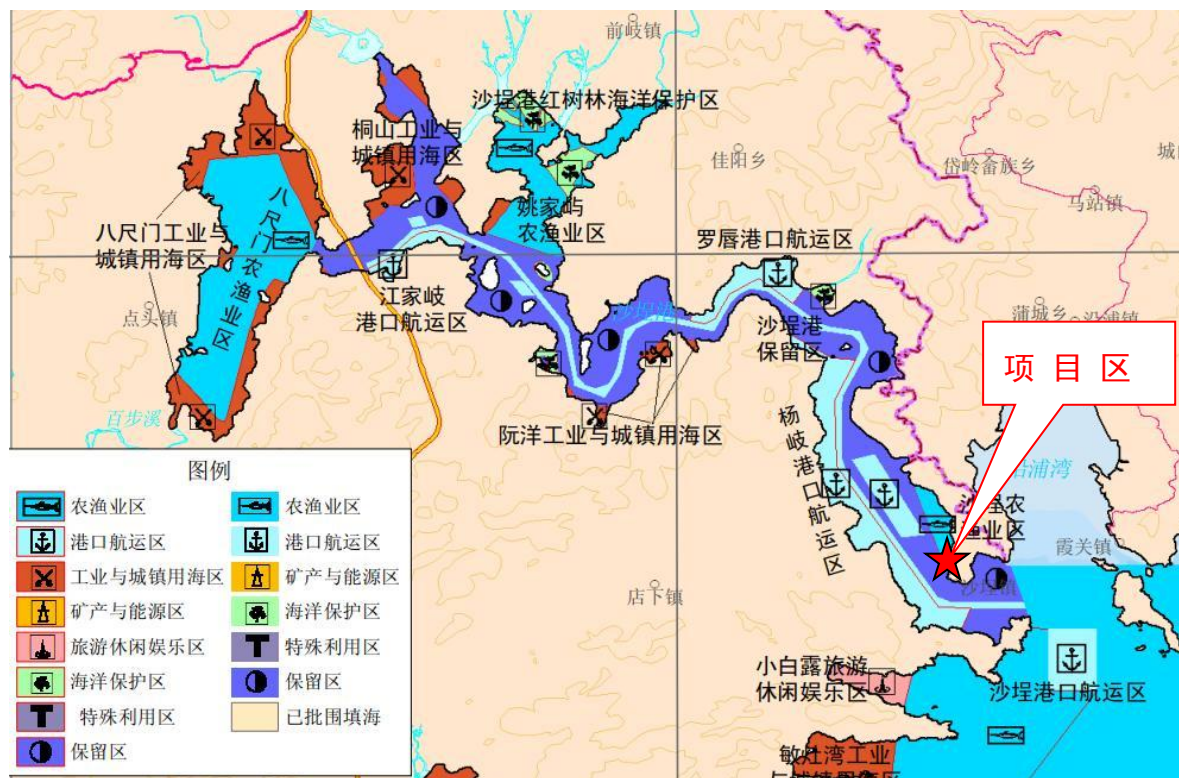 前岐镇
沙埕港红树林海洋保护区
桐山工业与
城镇用海区
佳阳乡
岱岭畲族乡
马站镇
八尺门农渔业区
姚家屿
农渔业区
八尺门工业与
城镇用海区
罗唇港口航运区
江家岐
港口航运区
点头镇
沙埕港
沙埕港
保留区
蒲城乡
沿浦镇
项目区
百步溪
阮洋工业与城镇用海区
杨岐港口航运区
沿浦湾
沙埕农
渔业区
霞关镇
店下镇
沙埕镇
小白露旅游
休闲娱乐区
沙埕港口航运区
敏灶湾工业
与城镇用海区
图例
农渔业区
农渔业区
港口航运区
港口航运区
工业与城镇用海区
矿产与能源区
矿产与能源区
海洋保护区
旅游休闲娱乐区
特殊利用区
海洋保护区
保留区
特殊利用区
已批围填海
保留区